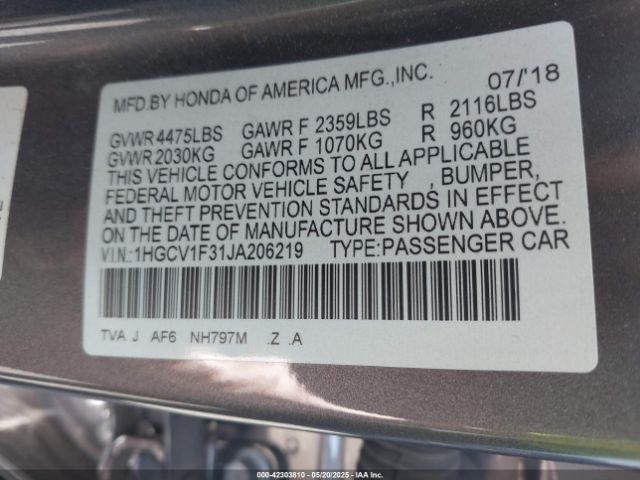 MFD.BY HONDA OF AMERICA MFG.,INC. 07/'18
GVWR 4475LBS GAWR F 2359LBS R 2116LBS
GVWR 2030KG GAWR F 1070KG R 960KG
THIS VEHICLE CONFORMS TO ALL APPLICABLE
FEDERAL MOTOR VEHICLE SAFETY , BUMPER,
AND THEFT PREVENTION STANDARDS IN EFFECT
ON THE DATE OF MANUFACTURE SHOWN ABOVE.
V.I.N.:1HGCV1F31JA206219 TYPE:PASSENGER CAR
TVA J AF6 NH797M .Z .A
000-42303810 | 05/20/2025 | IAA Inc.